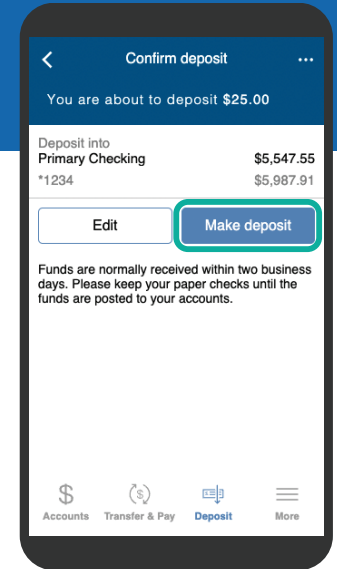 Confirm deposit
You are about to deposit $25.00
Deposit into
Primary Checking $5,547.55
*1234 $5,987.91
Edit Make deposit
Funds are normally received within two business
days. Please keep your paper checks until the
funds are posted to your accounts.
$ ($)
Accounts Transfer & Pay Deposit More